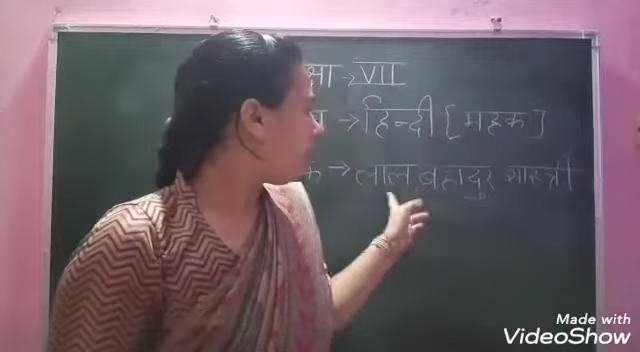 → VII
→ हिन्दी [महक]
→ लाल बहादुर शास्त्री
Made with
VideoShow